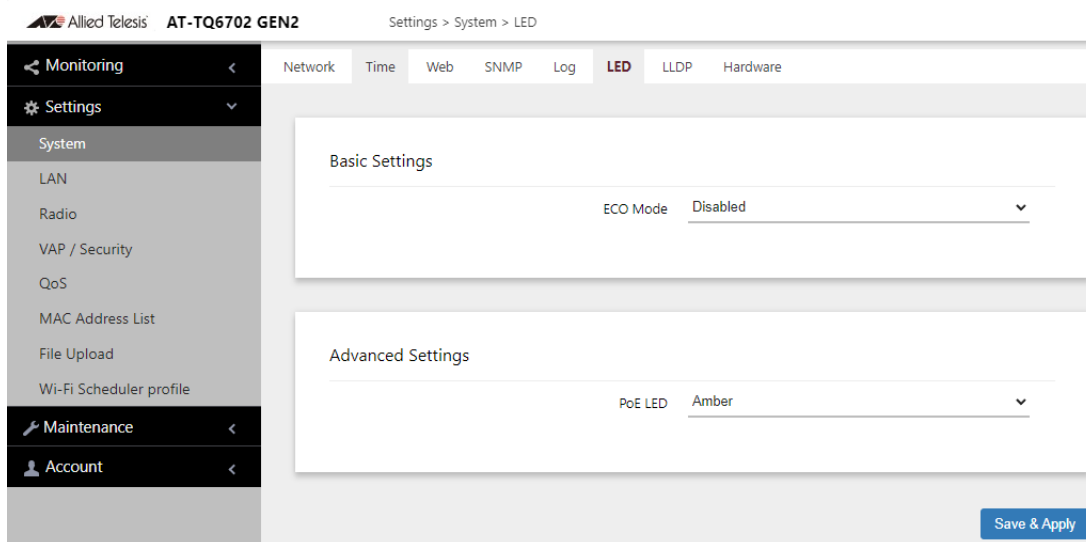 Allied Telesis AT-TQ6702 GEN2 Settings > System > LED
Monitoring
Network Time Web SNMP Log LED LLDP Hardware
Settings
System
LAN
Radio
VAP / Security
QoS
MAC Address List
File Upload
Wi-Fi Scheduler profile
Maintenance
Account
Basic Settings
ECO Mode Disabled
Advanced Settings
PoE LED Amber
Save & Apply